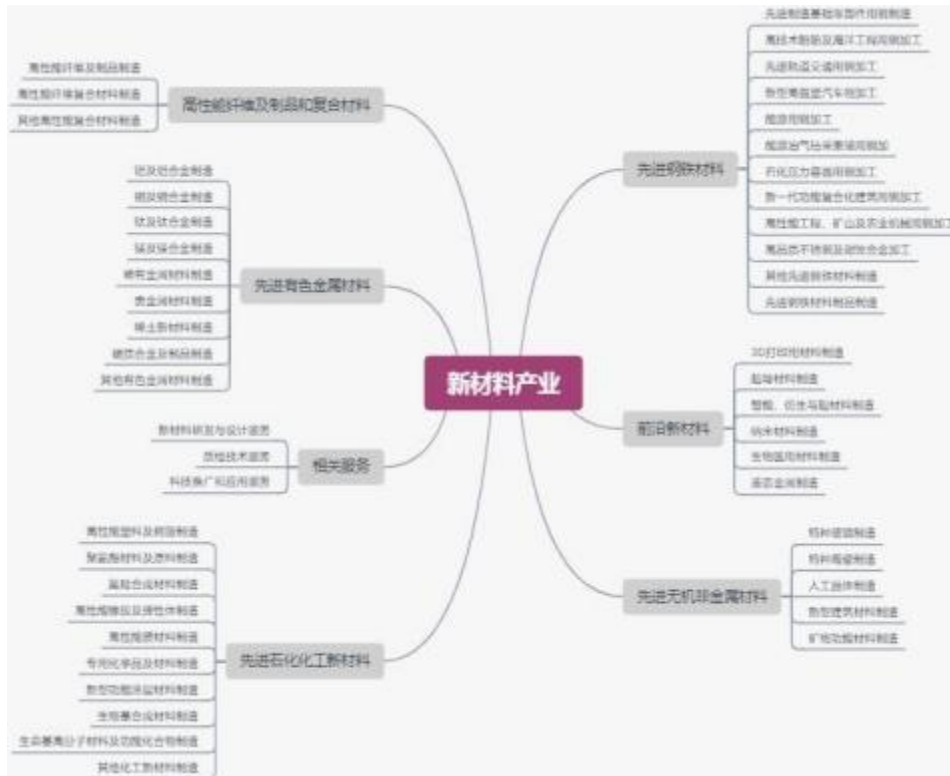 新材料产业
高性能纤维及制品和复合材料
高性能纤维及制品制造
高性能纤维复合材料制造
其他高性能复合材料制造
先进有色金属材料
铝及铝合金制造
铜及铜合金制造
钛及钛合金制造
镁及镁合金制造
稀有金属材料制造
贵金属材料制造
稀土新材料制造
硬质合金及制品制造
其他有色金属材料制造
相关服务
新材料研发与设计服务
质检技术服务
科技推广和应用服务
先进石化化工新材料
高性能塑料及树脂制造
聚氨酯材料及原料制造
氟硅合成材料制造
高性能橡胶及弹性体制造
高性能膜材料制造
专用化学品及材料制造
新型功能涂层材料制造
生物基合成材料制造
生命基高分子材料及功能化合物制造
其他化工新材料制造
先进钢铁材料
先进制造基础零部件用钢制造
高技术船舶及海洋工程用钢加工
先进轨道交通用钢加工
新型高强塑汽车钢加工
能源用钢加工
能源油气钻采集储用钢加
石化压力容器用钢加工
新一代功能复合化建筑用钢加工
高性能工程、矿山及农业机械用钢加工
高品质不锈钢及耐蚀合金加工
其他先进钢铁材料制造
先进钢铁材料制品制造
前沿新材料
3D打印用材料制造
超导材料制造
智能、仿生与超材料制造
纳米材料制造
生物医用材料制造
液态金属制造
先进无机非金属材料
特种玻璃制造
特种陶瓷制造
人工晶体制造
新型建筑材料制造
矿物功能材料制造